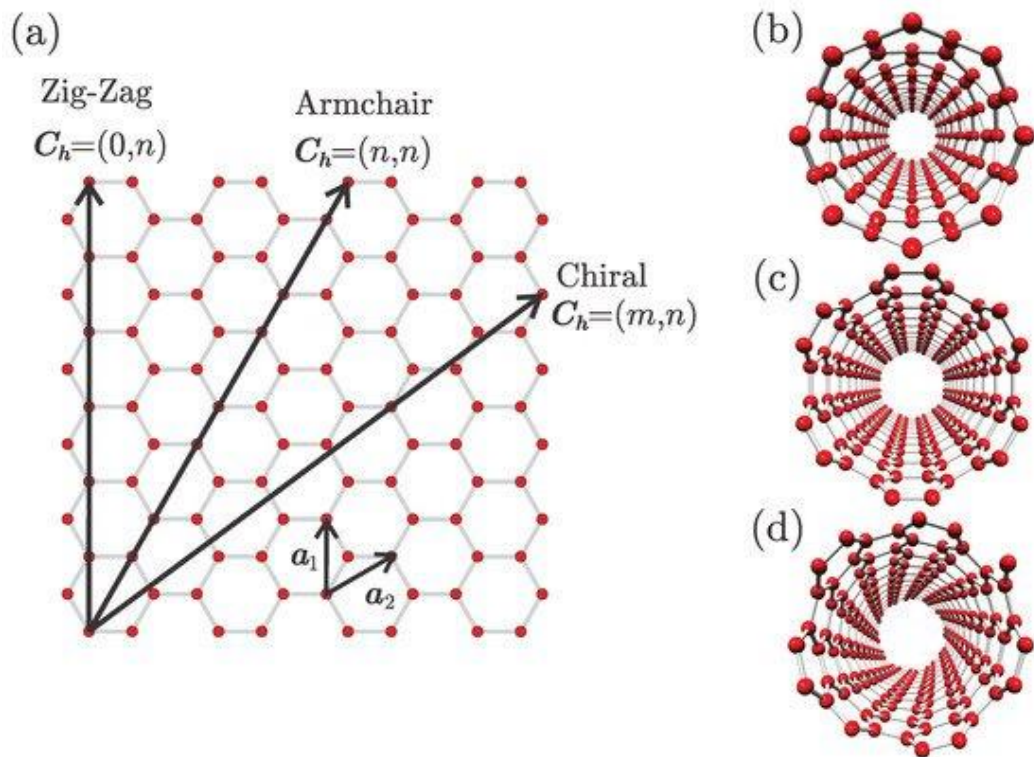 (a)
Zig-Zag
C_h=(0,n)
Armchair
C_h=(n,n)
Chiral
C_h=(m,n)
a_1
a_2
(b)
(c)
(d)